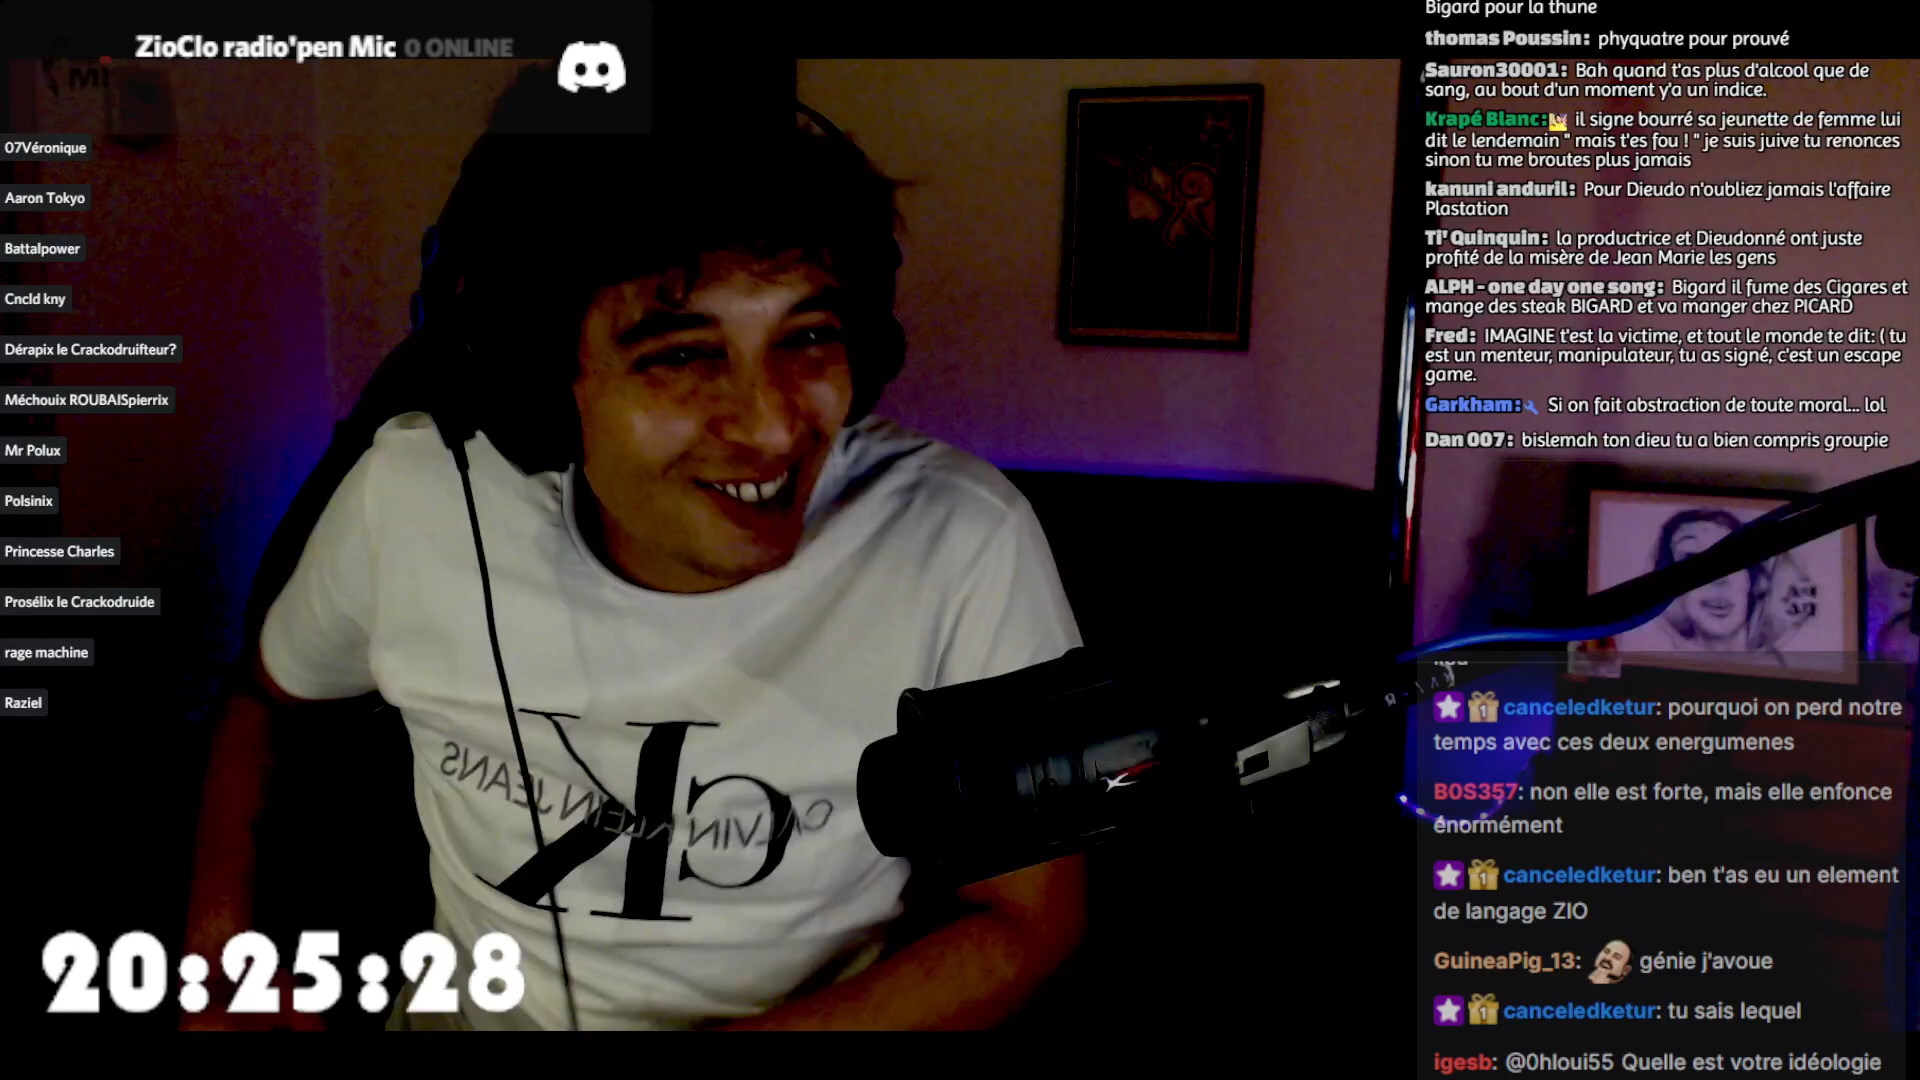 ZioClo radio'pen Mic 0 ONLINE
07Véronique
Aaron Tokyo
Battalpower
Cncld kny
Dérapix le Crackodruifteur?
Méchouix ROUBAISpierrix
Mr Polux
Polsinix
Princesse Charles
Prosélix le Crackodruide
rage machine
Raziel
CALVIN KLEIN JEANS
CK
20:25:28
Bigard pour la thune
thomas Poussin: phyquatre pour prouvé
Sauron30001: Bah quand t'as plus d'alcool que de
sang, au bout d'un moment y'a un indice.
Krapé Blanc: il signe bourré sa jeunette de femme lui
dit le lendemain " mais t'es fou ! " je suis juive tu renonces
sinon tu me broutes plus jamais
kanuni anduril: Pour Dieudo n'oubliez jamais l'affaire
Plastation
Ti' Quinquin: la productrice et Dieudonné ont juste
profité de la misère de Jean Marie les gens
ALPH - one day one song: Bigard il fume des Cigares et
mange des steak BIGARD et va manger chez PICARD
Fred: IMAGINE t'est la victime, et tout le monde te dit: ( tu
est un menteur, manipulateur, tu as signé, c'est un escape
game.
Garkham: Si on fait abstraction de toute moral... lol
Dan 007: bislemah ton dieu tu a bien compris groupie
canceledketur: pourquoi on perd notre
temps avec ces deux energumenes
B0S357: non elle est forte, mais elle enfonce
énormément
canceledketur: ben t'as eu un element
de langage ZIO
GuineaPig_13: génie j'avoue
canceledketur: tu sais lequel
igesb: @0hloui55 Quelle est votre idéologie